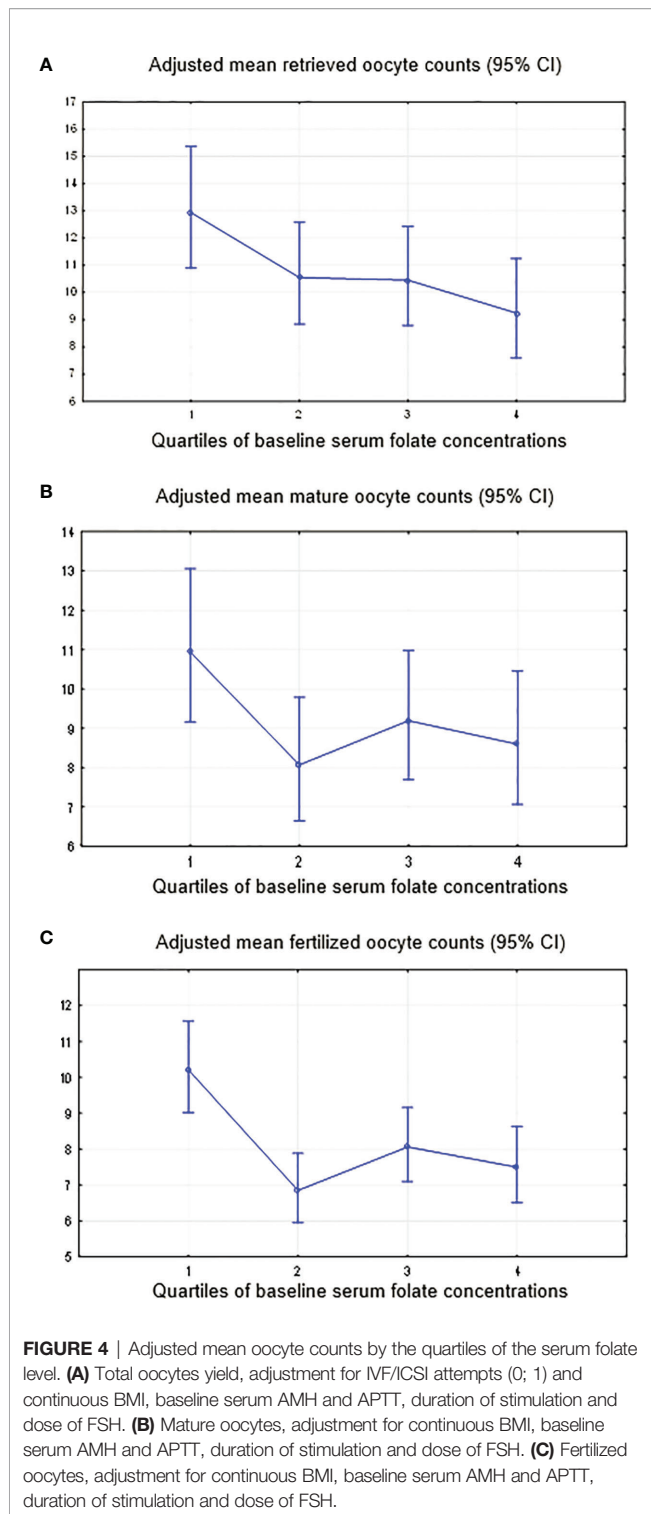 A
Adjusted mean retrieved oocyte counts (95% CI)
17
16
15
14
13
12
11
10
9
8
7
6
1 2 3 4
Quartiles of baseline serum folate concentrations
B
Adjusted mean mature oocyte counts (95% CI)
14
13
12
11
10
9
8
7
6
1 2 3 4
Quartiles of baseline serum folate concentrations
C
Adjusted mean fertilized oocyte counts (95% CI)
12
11
10
9
8
7
6
5
1 2 3 4
Quartiles of baseline serum folate concentrations
FIGURE 4 | Adjusted mean oocyte counts by the quartiles of the serum folate
level. (A) Total oocytes yield, adjustment for IVF/ICSI attempts (0; 1) and
continuous BMI, baseline serum AMH and APTT, duration of stimulation and
dose of FSH. (B) Mature oocytes, adjustment for continuous BMI, baseline
serum AMH and APTT, duration of stimulation and dose of FSH. (C) Fertilized
oocytes, adjustment for continuous BMI, baseline serum AMH and APTT,
duration of stimulation and dose of FSH.